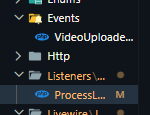 Enums
Events
VideoUploade...
Http
Listeners\...
ProcessL... M
Livewire\...